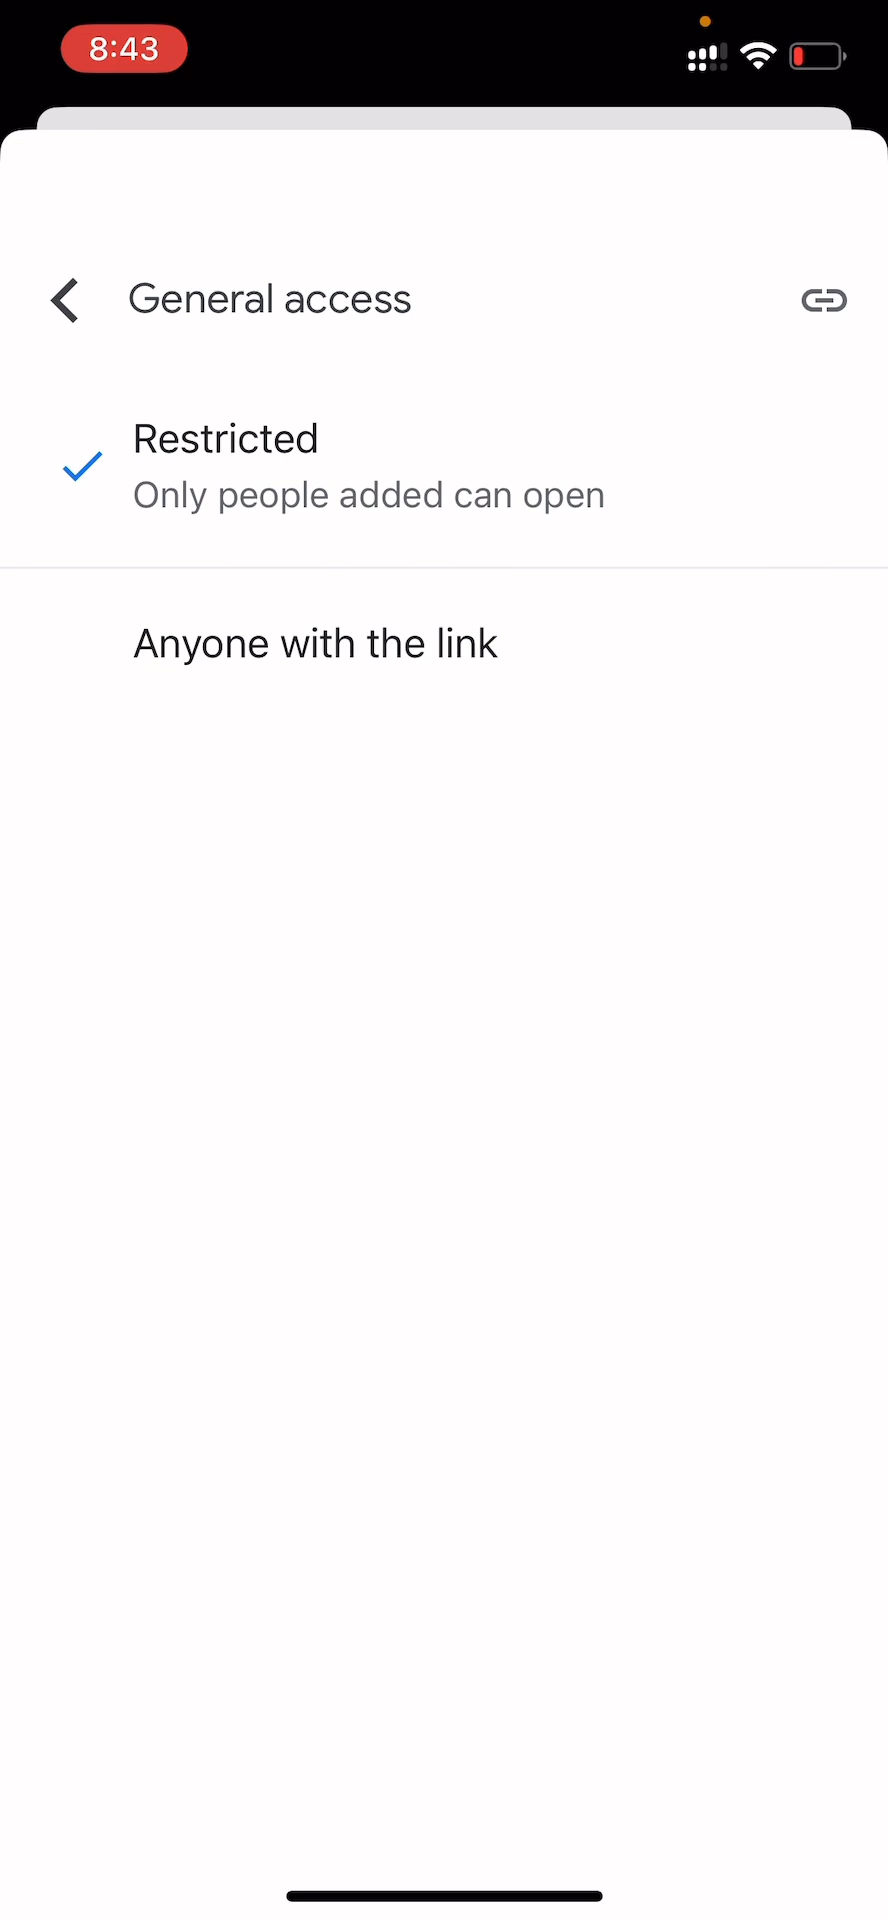 8:43
General access
Restricted
Only people added can open
Anyone with the link